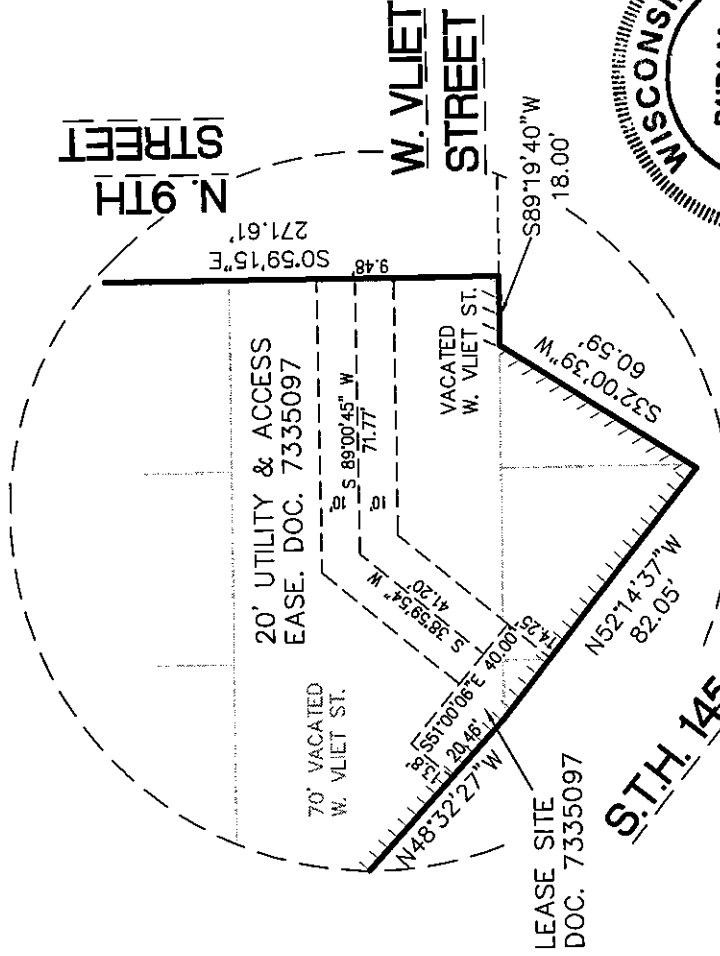 N. 9TH
STREET
W. VLIET
STREET
S0°59'15"E
271.61'
9.48'
20' UTILITY & ACCESS
EASE. DOC. 7335097
S 89°00'45" W
71.77'
10'
10'
VACATED
W. VLIET ST.
S89°19'40"W
18.00'
S32°00'39"W
60.59'
70' VACATED
W. VLIET ST.
S 38°59'54" W
41.20'
S51°00'06"E 40.00'
14.25'
13.8'
20.46'
N48°32'27"W
N52°14'37"W
82.05'
LEASE SITE
DOC. 7335097
S.T.H. 145
WISCONSI